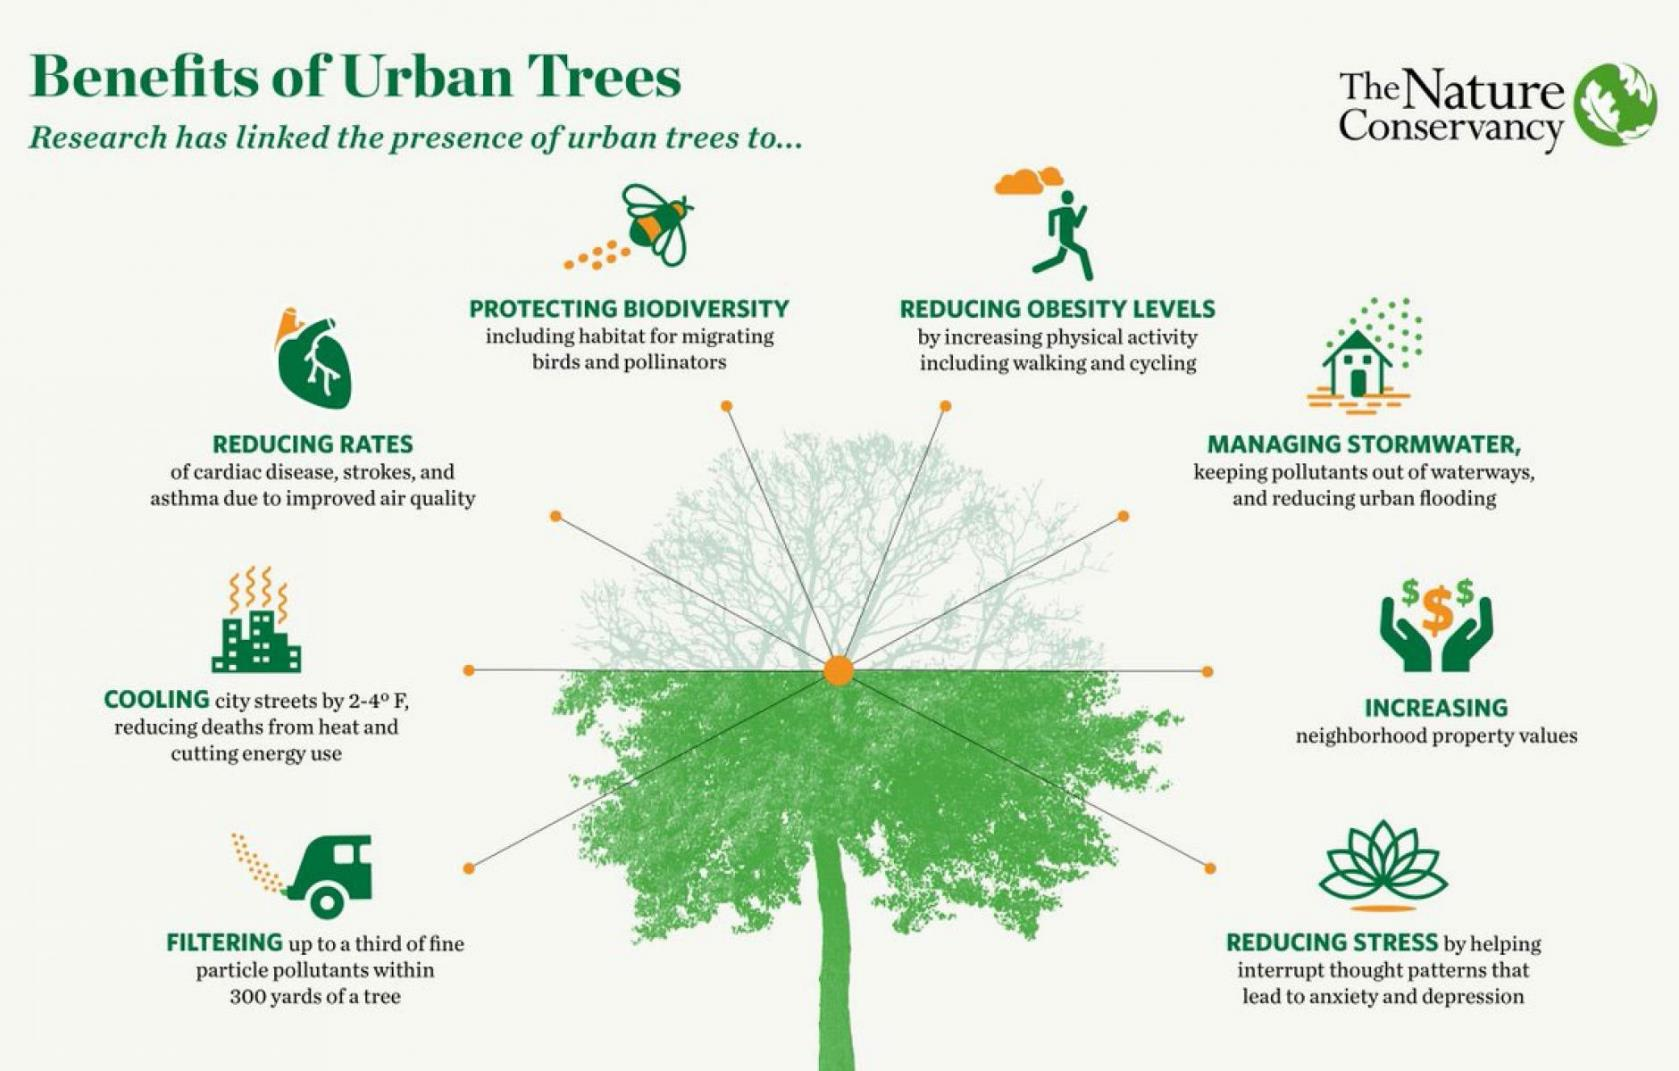 Benefits of Urban Trees
Research has linked the presence of urban trees to...
The Nature
Conservancy
PROTECTING BIODIVERSITY
including habitat for migrating
birds and pollinators
REDUCING OBESITY LEVELS
by increasing physical activity
including walking and cycling
REDUCING RATES
of cardiac disease, strokes, and
asthma due to improved air quality
MANAGING STORMWATER,
keeping pollutants out of waterways,
and reducing urban flooding
COOLING city streets by 2-4º F,
reducing deaths from heat and
cutting energy use
$ $ $
INCREASING
neighborhood property values
FILTERING up to a third of fine
particle pollutants within
300 yards of a tree
REDUCING STRESS by helping
interrupt thought patterns that
lead to anxiety and depression